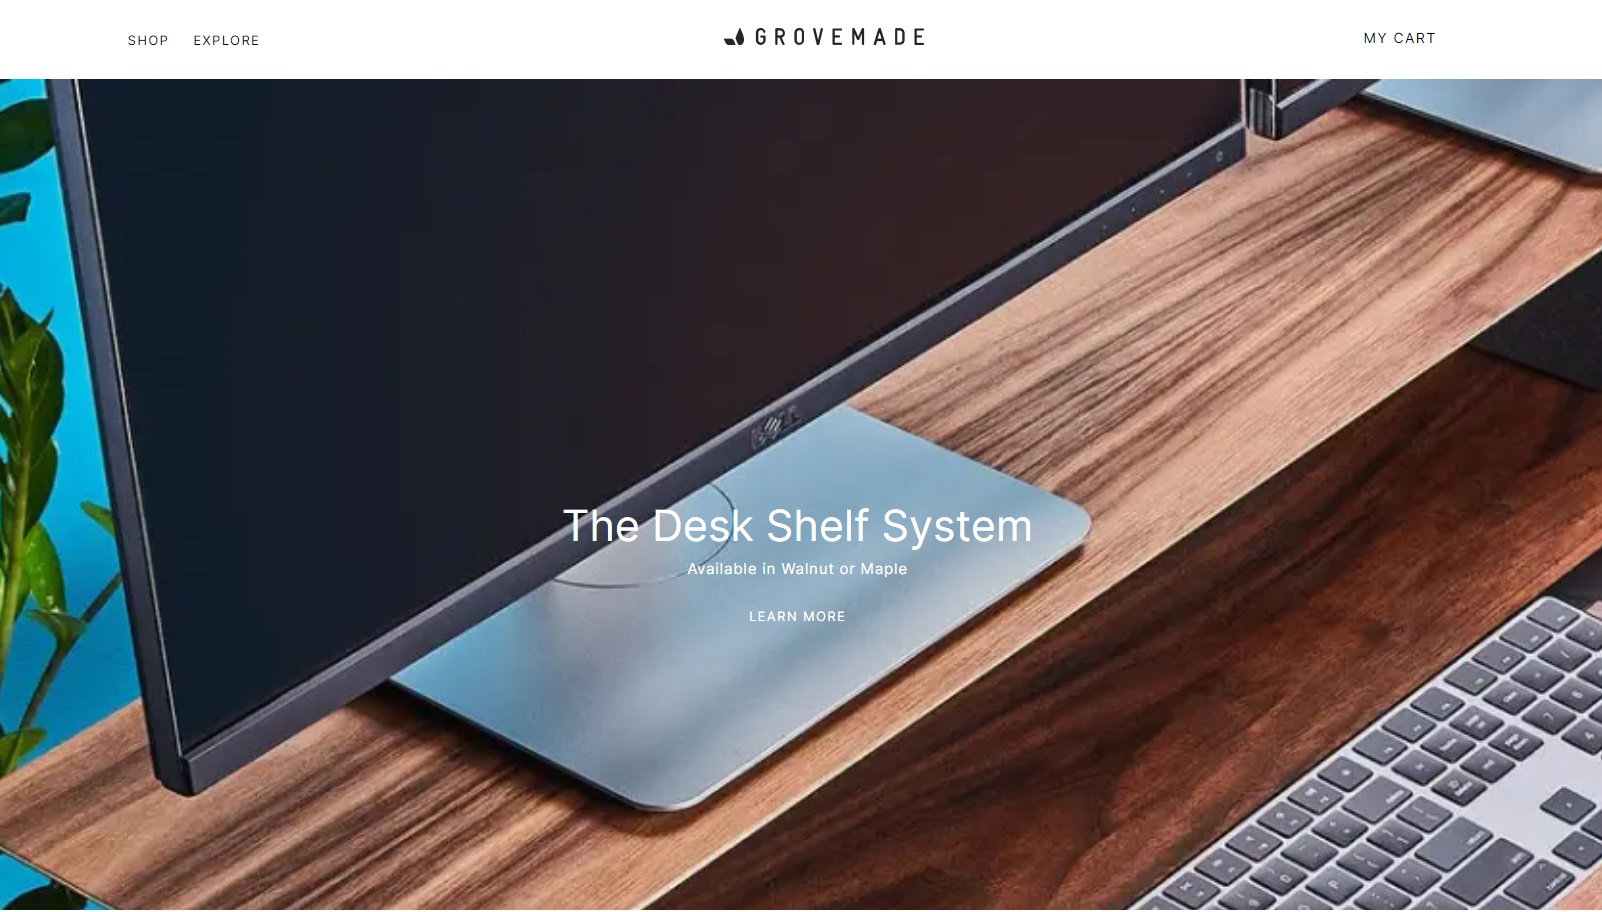 SHOP EXPLORE GROVEMADE MY CART
The Desk Shelf System
Available in Walnut or Maple
LEARN MORE